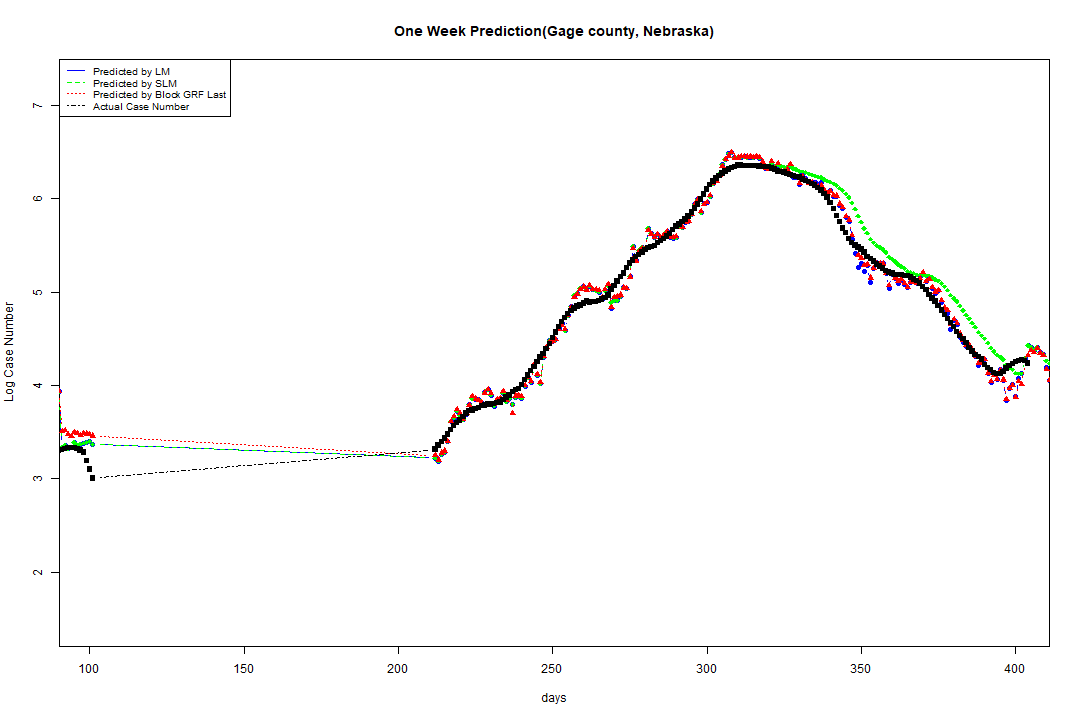 One Week Prediction(Gage county, Nebraska)
Predicted by LM
Predicted by SLM
Predicted by Block GRF Last
Actual Case Number
7
6
5
4
3
2
Log Case Number
100 150 200 250 300 350 400
days